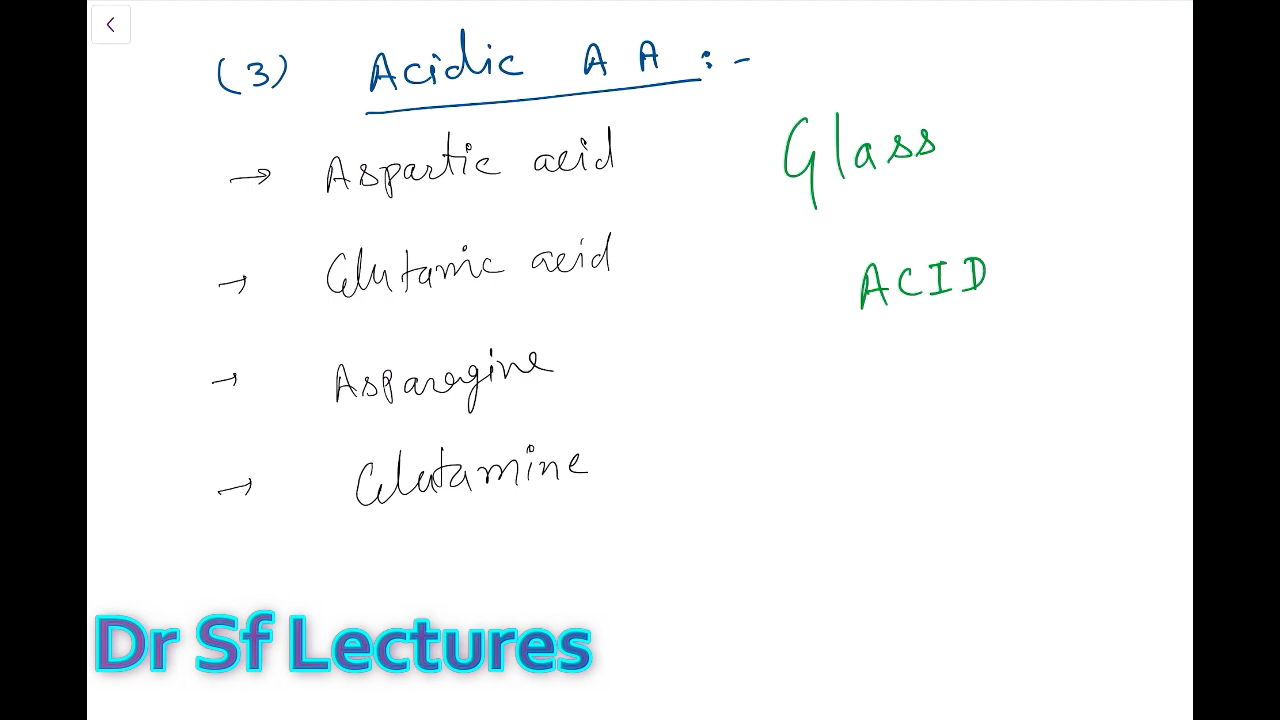 (3) Acidic A A :-
→ Aspartic acid
Glass
→ Glutamic acid
ACID
→ Asparagine
→ Glutamine
Dr Sf Lectures